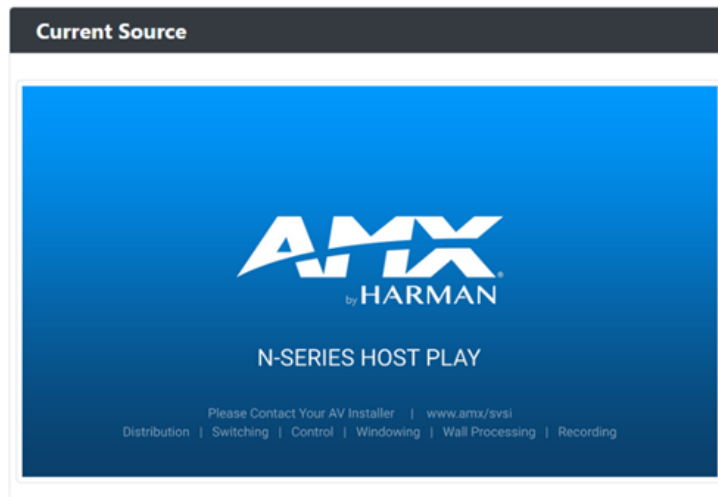 Current Source
AMX
by HARMAN
N-SERIES HOST PLAY
Please Contact Your AV Installer | www.amx/svsi
Distribution | Switching | Control | Windowing | Wall Processing | Recording